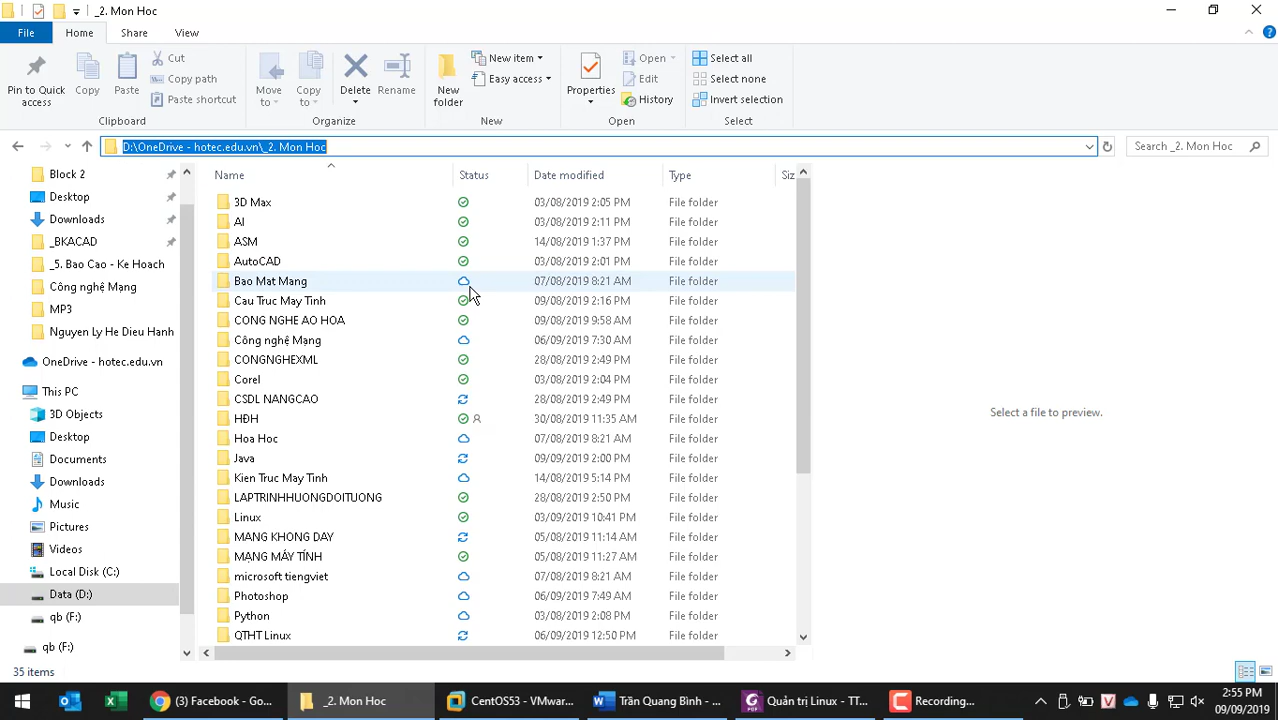 _2. Mon Hoc
File Home Share View
Pin to Quick access
Copy
Paste
Cut
Copy path
Paste shortcut
Clipboard
Move to
Copy to
Delete
Rename
Organize
New folder
New item
Easy access
New
Properties
Open
Edit
History
Open
Select all
Select none
Invert selection
Select
D:\OneDrive - hotec.edu.vn\_2. Mon Hoc
Search _2. Mon Hoc
Block 2
Desktop
Downloads
_BKACAD
_5. Bao Cao - Ke Hoach
Công nghệ Mạng
MP3
Nguyen Ly He Dieu Hanh
OneDrive - hotec.edu.vn
This PC
3D Objects
Desktop
Documents
Downloads
Music
Pictures
Videos
Local Disk (C:)
Data (D:)
qb (F:)
qb (F:)
Name Status Date modified Type Siz
3D Max 03/08/2019 2:05 PM File folder
AI 03/08/2019 2:11 PM File folder
ASM 14/08/2019 1:37 PM File folder
AutoCAD 03/08/2019 2:01 PM File folder
Bao Mat Mang 07/08/2019 8:21 AM File folder
Cau Truc May Tinh 09/08/2019 2:16 PM File folder
CONG NGHE AO HOA 09/08/2019 9:58 AM File folder
Công nghệ Mạng 06/09/2019 7:30 AM File folder
CONGNGHEXML 28/08/2019 2:49 PM File folder
Corel 03/08/2019 2:04 PM File folder
CSDL NANGCAO 28/08/2019 2:49 PM File folder
HĐH 30/08/2019 11:35 AM File folder
Hoa Hoc 07/08/2019 8:21 AM File folder
Java 09/09/2019 2:00 PM File folder
Kien Truc May Tinh 14/08/2019 5:14 PM File folder
LAPTRINHHUONGDOITUONG 28/08/2019 2:50 PM File folder
Linux 03/09/2019 10:41 PM File folder
MANG KHONG DAY 05/08/2019 11:14 AM File folder
MẠNG MÁY TÍNH 05/08/2019 11:27 AM File folder
microsoft tiengviet 07/08/2019 8:21 AM File folder
Photoshop 06/09/2019 7:49 AM File folder
Python 03/08/2019 2:08 PM File folder
QTHT Linux 06/09/2019 12:50 PM File folder
Select a file to preview.
35 items
(3) Facebook - Go...
_2. Mon Hoc
CentOS53 - VMwar...
Trần Quang Bình - ...
Quản trị Linux - TT...
Recording...
2:55 PM
09/09/2019